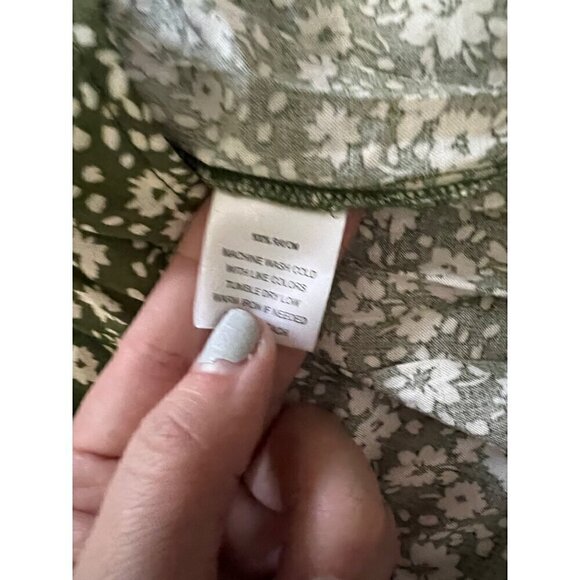 100% RAYON
MACHINE WASH COLD
WITH LIKE COLORS
TUMBLE DRY LOW
WARM IRON IF NEEDED